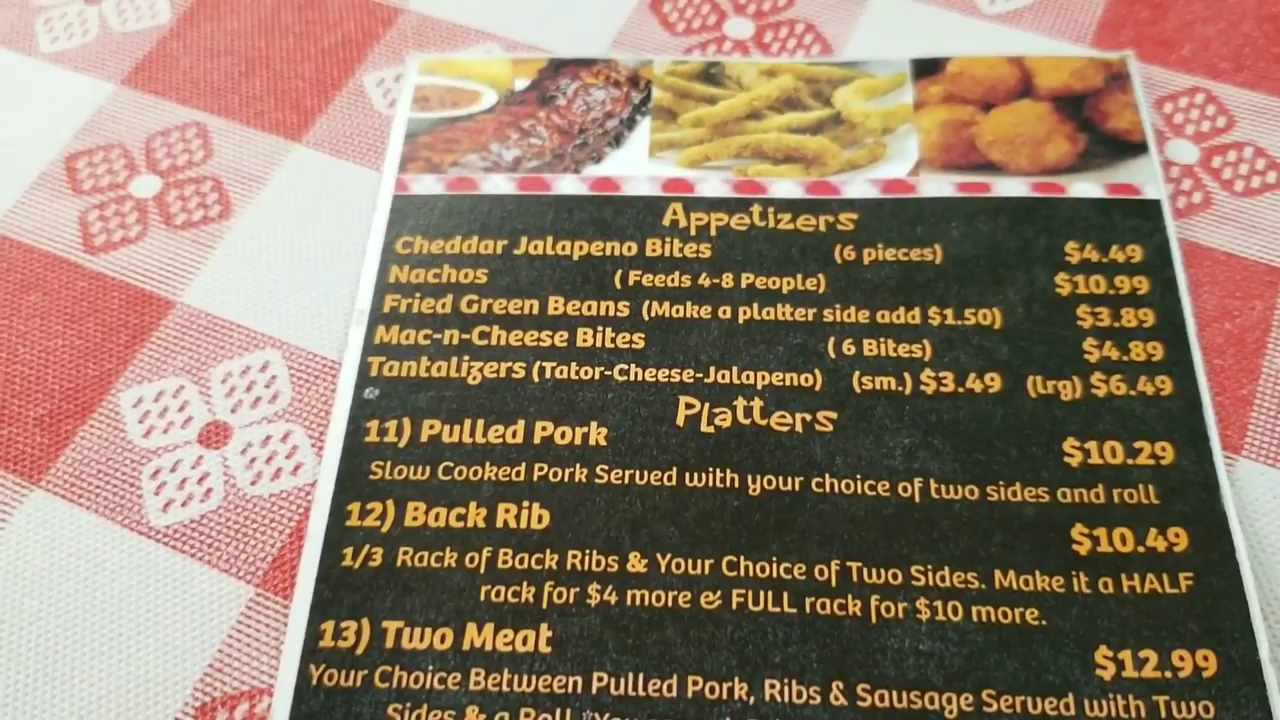 Appetizers
Cheddar Jalapeno Bites (6 pieces) $4.49
Nachos ( Feeds 4-8 People) $10.99
Fried Green Beans (Make a platter side add $1.50) $3.89
Mac-n-Cheese Bites ( 6 Bites) $4.89
Tantalizers (Tator-Cheese-Jalapeno) (sm.) $3.49 (lrg) $6.49
Platters
11) Pulled Pork $10.29
Slow Cooked Pork Served with your choice of two sides and roll
12) Back Rib $10.49
1/3 Rack of Back Ribs & Your Choice of Two Sides. Make it a HALF
rack for $4 more & FULL rack for $10 more.
13) Two Meat $12.99
Your Choice Between Pulled Pork, Ribs & Sausage Served with Two
Sides & a Roll